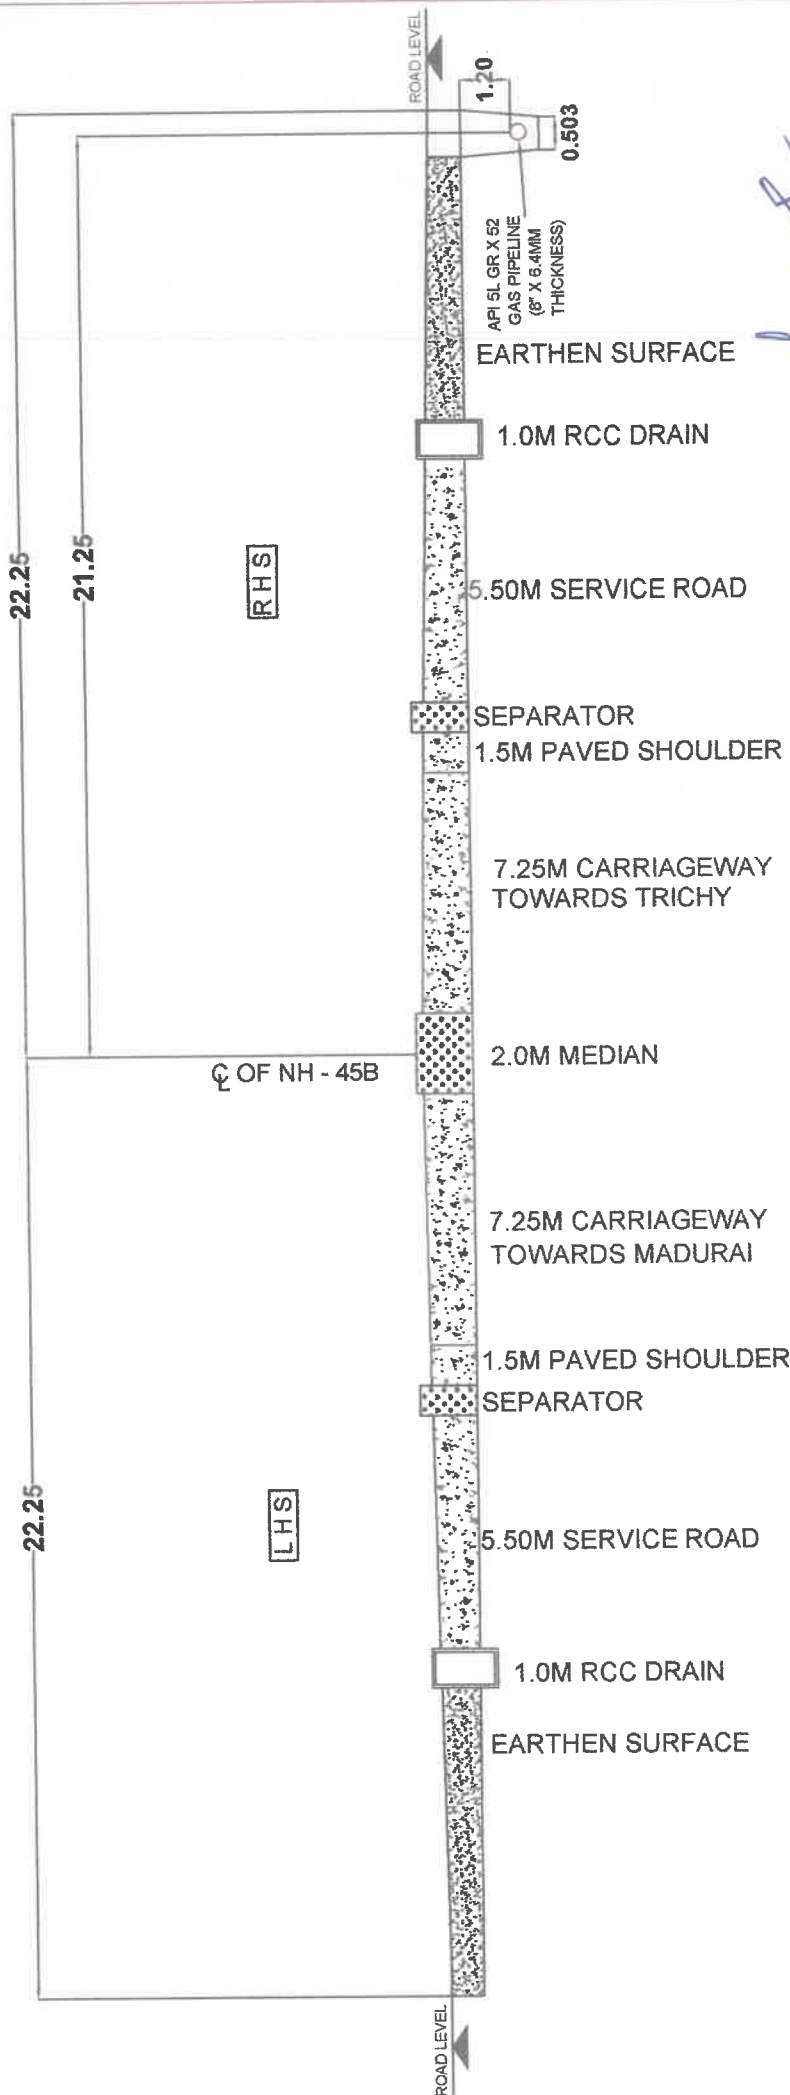 ROAD LEVEL
1.20
0.503
22.25
21.25
API 5L GR X 52
GAS PIPELINE
(8" X 6.4MM
THICKNESS)
EARTHEN SURFACE
1.0M RCC DRAIN
RHS
5.50M SERVICE ROAD
SEPARATOR
1.5M PAVED SHOULDER
7.25M CARRIAGEWAY
TOWARDS TRICHY
2.0M MEDIAN
℄ OF NH - 45B
7.25M CARRIAGEWAY
TOWARDS MADURAI
1.5M PAVED SHOULDER
SEPARATOR
22.25
LHS
5.50M SERVICE ROAD
1.0M RCC DRAIN
EARTHEN SURFACE
ROAD LEVEL